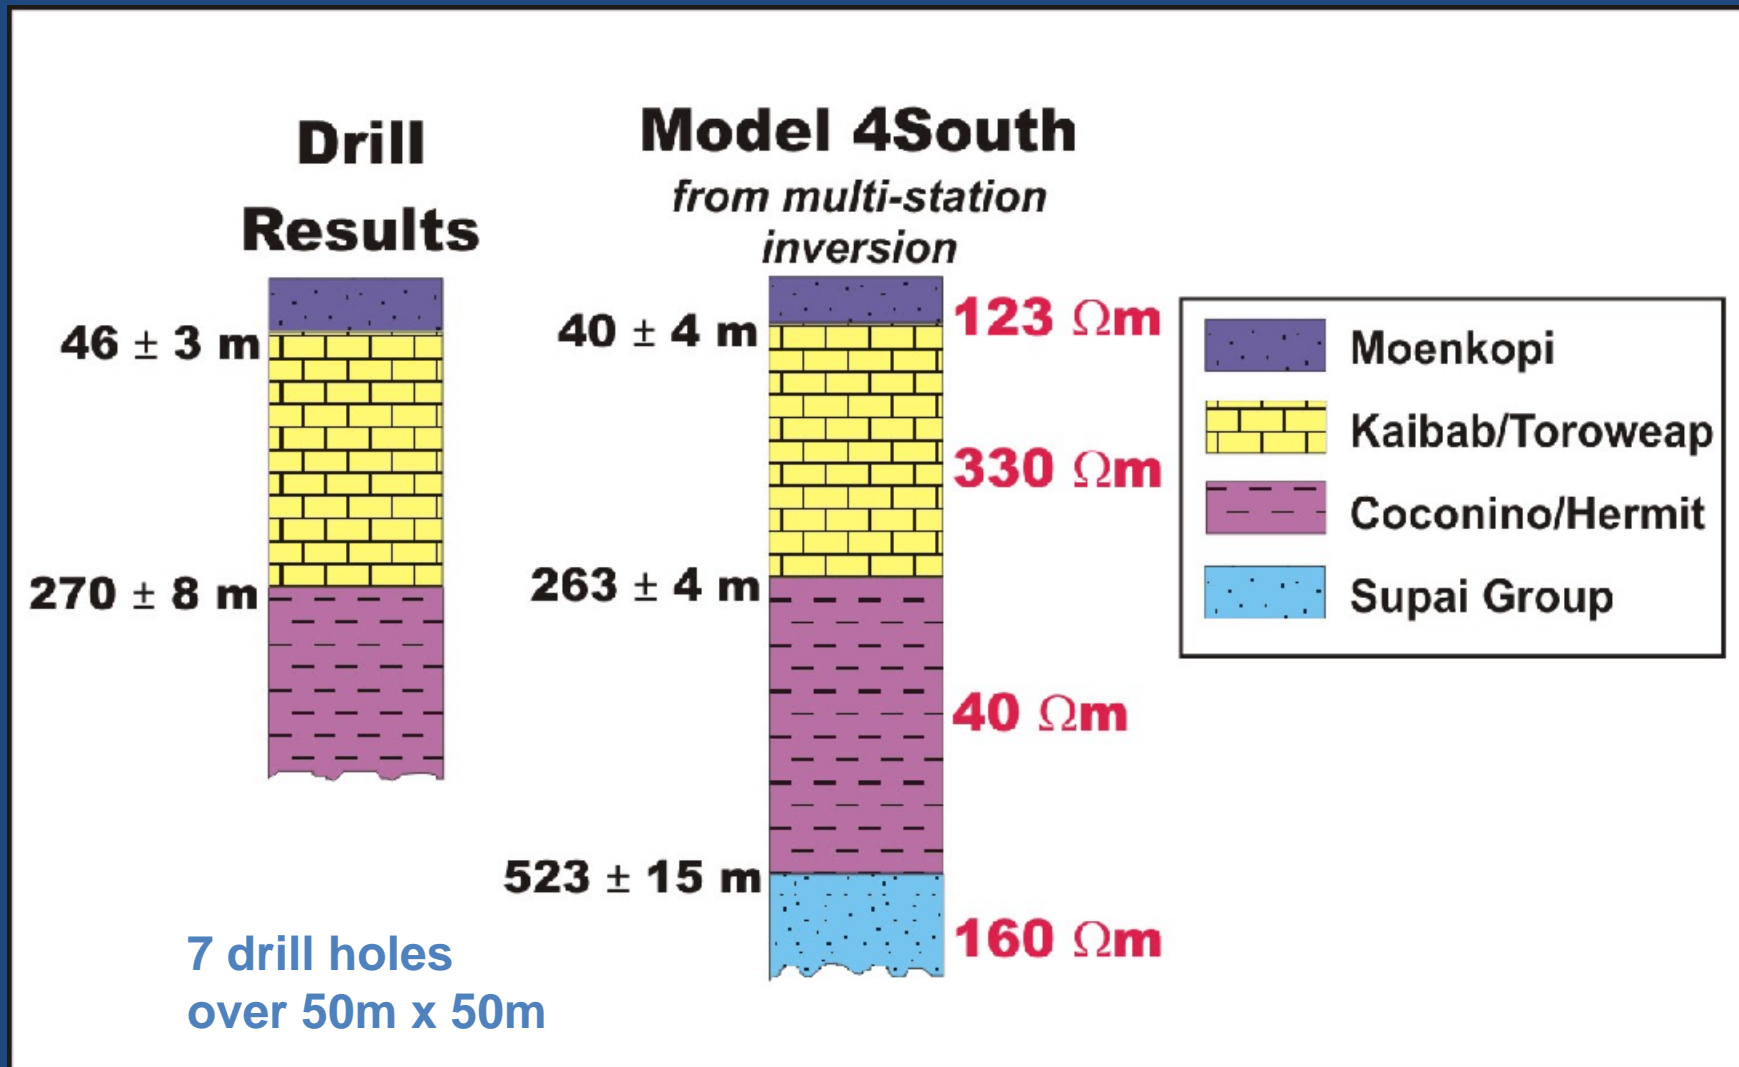 Drill
Results
46 ± 3 m
270 ± 8 m
Model 4South
from multi-station
inversion
40 ± 4 m
263 ± 4 m
523 ± 15 m
123 Ωm
330 Ωm
40 Ωm
160 Ωm
Moenkopi
Kaibab/Toroweap
Coconino/Hermit
Supai Group
7 drill holes
over 50m x 50m